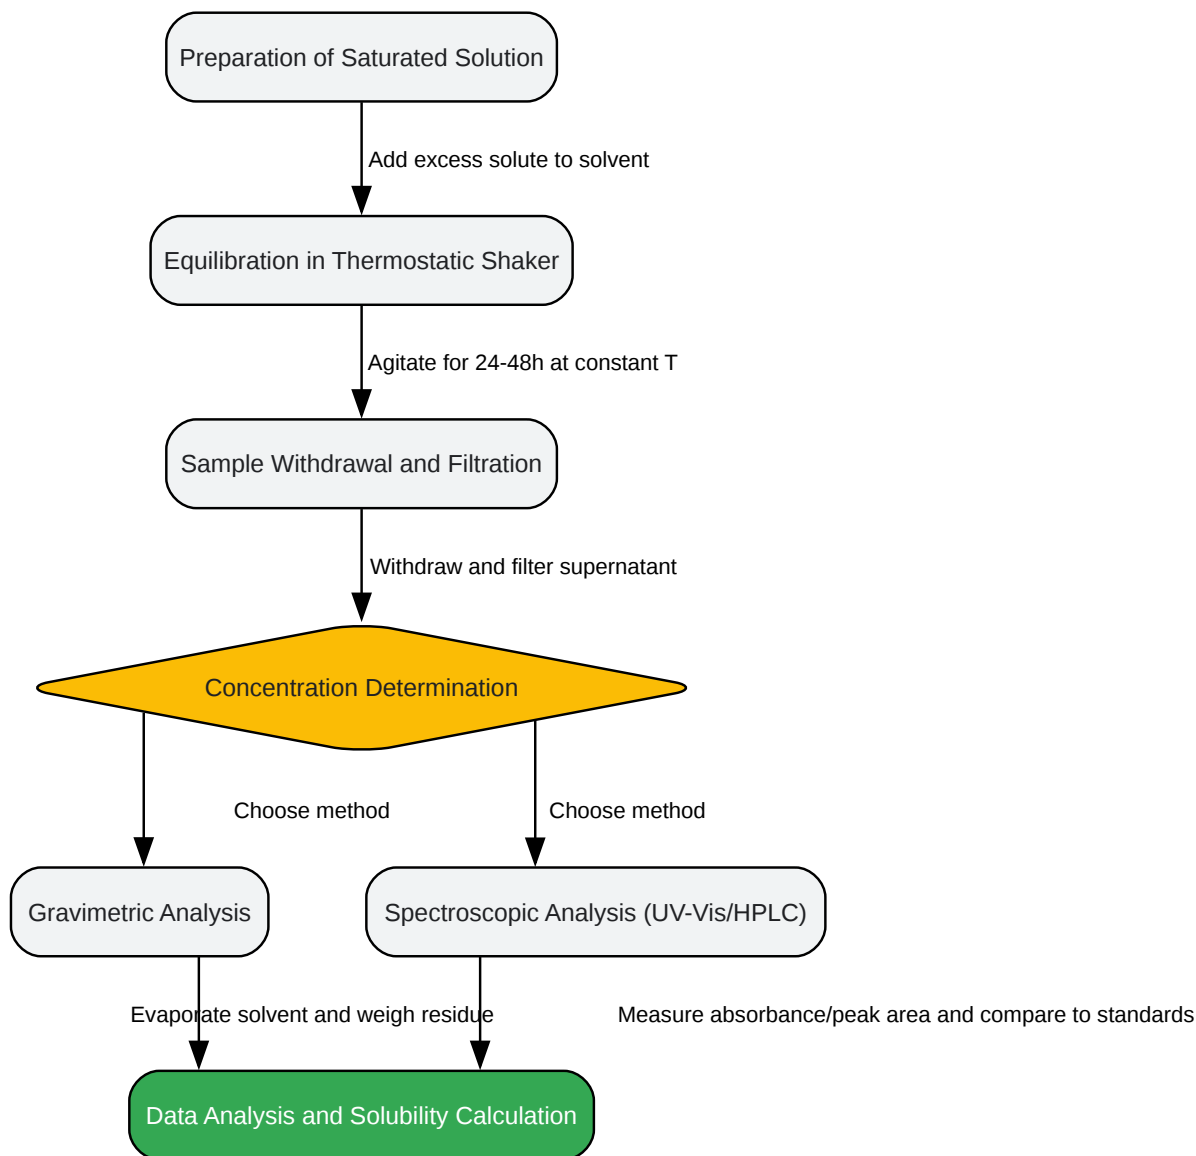 Preparation of Saturated Solution
Add excess solute to solvent
Equilibration in Thermostatic Shaker
Agitate for 24-48h at constant T
Sample Withdrawal and Filtration
Withdraw and filter supernatant
Concentration Determination
Choose method
Choose method
Gravimetric Analysis
Spectroscopic Analysis (UV-Vis/HPLC)
Evaporate solvent and weigh residue
Measure absorbance/peak area and compare to standards
Data Analysis and Solubility Calculation